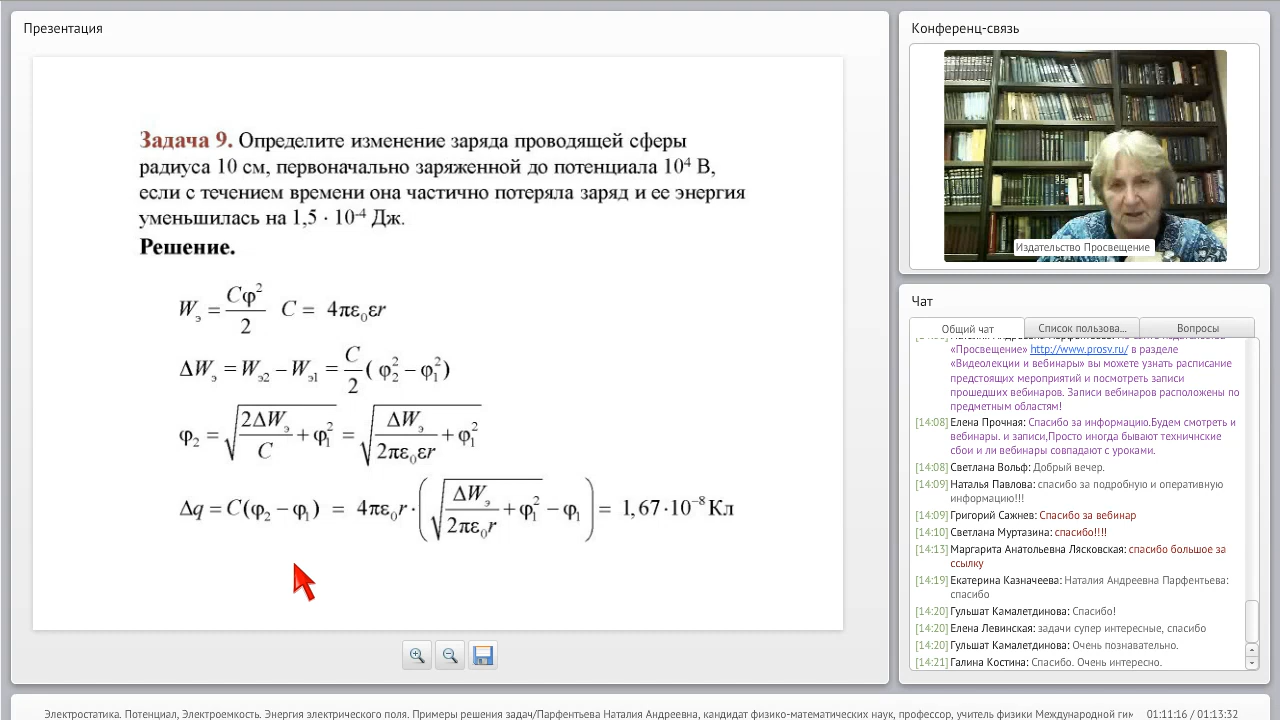 Презентация
Задача 9. Определите изменение заряда проводящей сферы
радиуса 10 см, первоначально заряженной до потенциала 10⁴ В,
если с течением времени она частично потеряла заряд и ее энергия
уменьшилась на 1,5 · 10⁻⁴ Дж.
Решение.
Wэ = Cφ²/2 C = 4πε₀εr
ΔWэ = Wэ2 – Wэ1 = C/2 ( φ₂² – φ₁²)
φ₂ = √(2ΔWэ/C + φ₁²) = √(ΔWэ/2πε₀εr + φ₁²)
Δq = C(φ₂ – φ₁) = 4πε₀r · (√(ΔWэ/2πε₀r + φ₁²) – φ₁) = 1,67·10⁻⁸ Кл
Конференц-связь
Издательство Просвещение
Чат
Общий чат Список пользова... Вопросы
«Просвещение» http://www.prosv.ru/ в разделе
«Видеолекции и вебинары» вы можете узнать расписание
предстоящих мероприятий и посмотреть записи
прошедших вебинаров. Записи вебинаров расположены по
предметным областям!
[14:08] Елена Прочная: Спасибо за информацию.Будем смотреть и
вебинары. и записи,Просто иногда бывают техничнские
сбои и ли вебинары совпадают с уроками.
[14:08] Светлана Вольф: Добрый вечер.
[14:09] Наталья Павлова: спасибо за подробную и оперативную
информацию!!!
[14:09] Григорий Сажнев: Спасибо за вебинар
[14:10] Светлана Муртазина: спасибо!!!!
[14:13] Маргарита Анатольевна Лясковская: спасибо большое за
ссылку
[14:19] Екатерина Казначеева: Наталия Андреевна Парфентьева:
спасибо
[14:20] Гульшат Камалетдинова: Спасибо!
[14:20] Елена Левинская: задачи супер интересные, спасибо
[14:20] Гульшат Камалетдинова: Очень познавательно.
[14:21] Галина Костина: Спасибо. Очень интересно.
Электростатика. Потенциал, Электроемкость. Энергия электрического поля. Примеры решения задач/Парфентьева Наталия Андреевна, кандидат физико-математических наук, профессор, учитель физики Международной гим 01:11:16 / 01:13:32